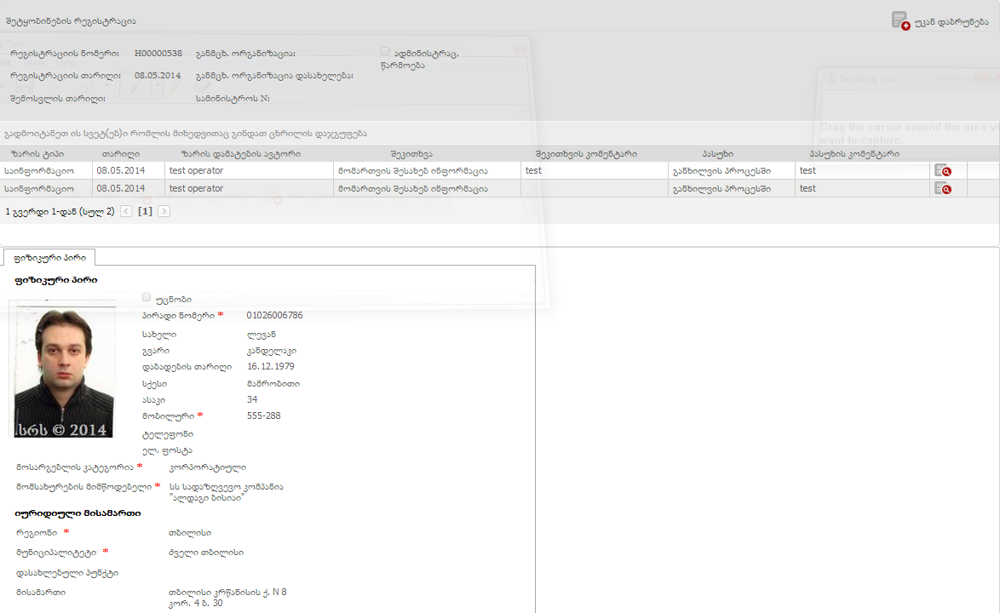 შეტყობინების რეგისტრაცია
უკან დაბრუნება
რეგისტრაციის ნომერი: H00000538 განმცხ. ორგანიზაცია: ადმინისტრაც. წარმოება
რეგისტრაციის თარიღი: 08.05.2014 განმცხ. ორგანიზაცია დასახელება:
შემოსვლის თარიღი: სამინისტროს N:
Snipping Tool
Drag the cursor around the area you
want to capture.
გადმოიტანეთ ის სვეტ(ებ)ი რომლის მიხედვითაც გინდათ ცხრილის დაჯგუფება
ზარის ტიპი თარიღი ზარის დამატების ავტორი შეკითხვა შეკითხვის კომენტარი პასუხი პასუხის კომენტარი
საინფორმაციო 08.05.2014 test operator მომართვის შესახებ ინფორმაცია test განხილვის პროცესში test
საინფორმაციო 08.05.2014 test operator მომართვის შესახებ ინფორმაცია განხილვის პროცესში test
1 გვერდი 1-დან (სულ 2) [1]
ფიზიკური პირი
ფიზიკური პირი
უცნობი
პირადი ნომერი * 01026006786
სახელი ლევან
გვარი კანდელაკი
დაბადების თარიღი 16.12.1979
სქესი მამრობითი
ასაკი 34
მობილური * 555-288
ტელეფონი
ელ. ფოსტა
.სრს © 2014
მოსარგებლის კატეგორია * კორპორატიული
მომსახურების მიმწოდებელი * სს სადაზღვევო კომპანია
"ალდაგი ბისიაი"
იურიდიული მისამართი
რეგიონი * თბილისი
მუნიციპალიტეტი * ძველი თბილისი
დასახლებული პუნქტი
მისამართი თბილისი კრწანისის ქ. N 8
კორ. 4 ბ. 30